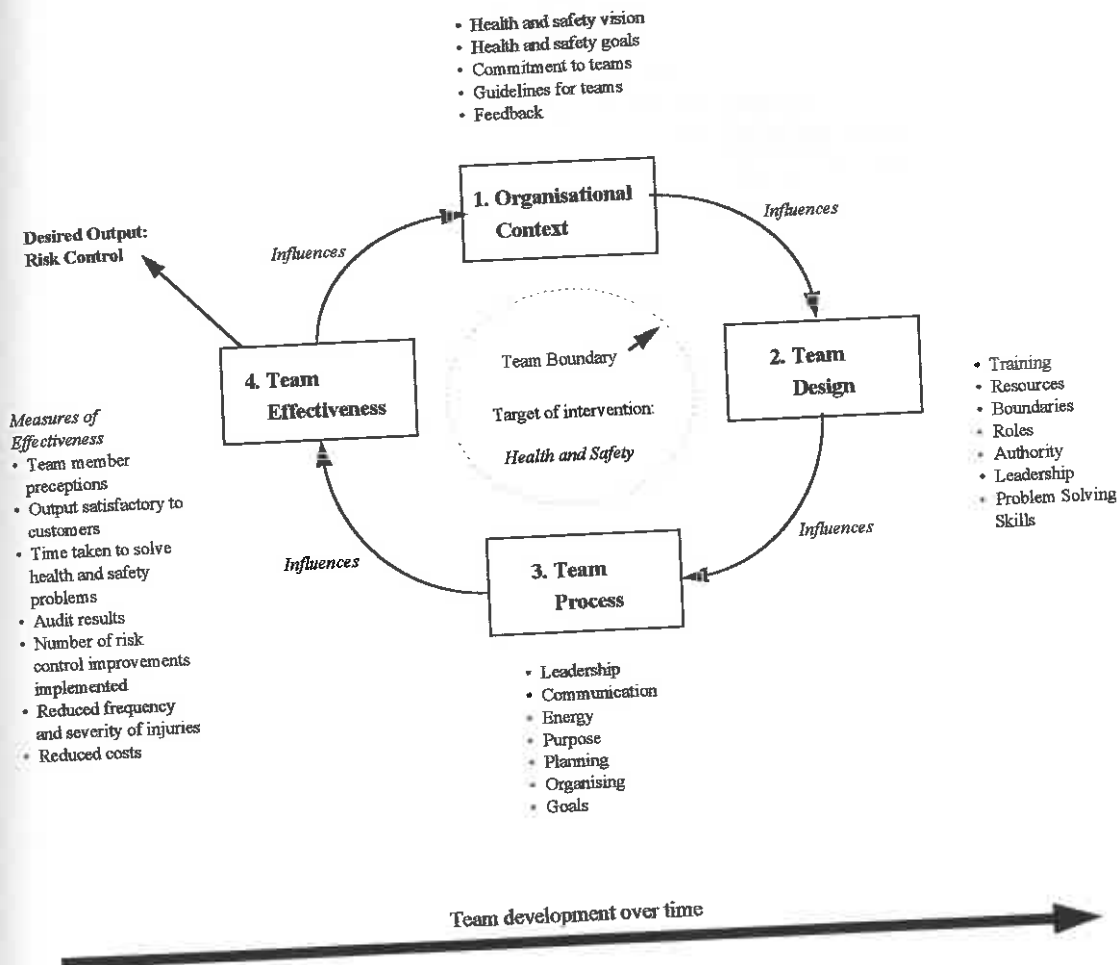 • Health and safety vision
• Health and safety goals
• Commitment to teams
• Guidelines for teams
• Feedback
1. Organisational
Context
Influences
Influences
Desired Output:
Risk Control
Team Boundary
Target of intervention:
Health and Safety
2. Team
Design
• Training
• Resources
• Boundaries
• Roles
• Authority
• Leadership
• Problem Solving
Skills
4. Team
Effectiveness
Measures of
Effectiveness
• Team member
preceptions
• Output satisfactory to
customers
• Time taken to solve
health and safety
problems
• Audit results
• Number of risk
control improvements
implemented
• Reduced frequency
and severity of injuries
• Reduced costs
Influences
Influences
3. Team
Process
• Leadership
• Communication
• Energy
• Purpose
• Planning
• Organising
• Goals
Team development over time